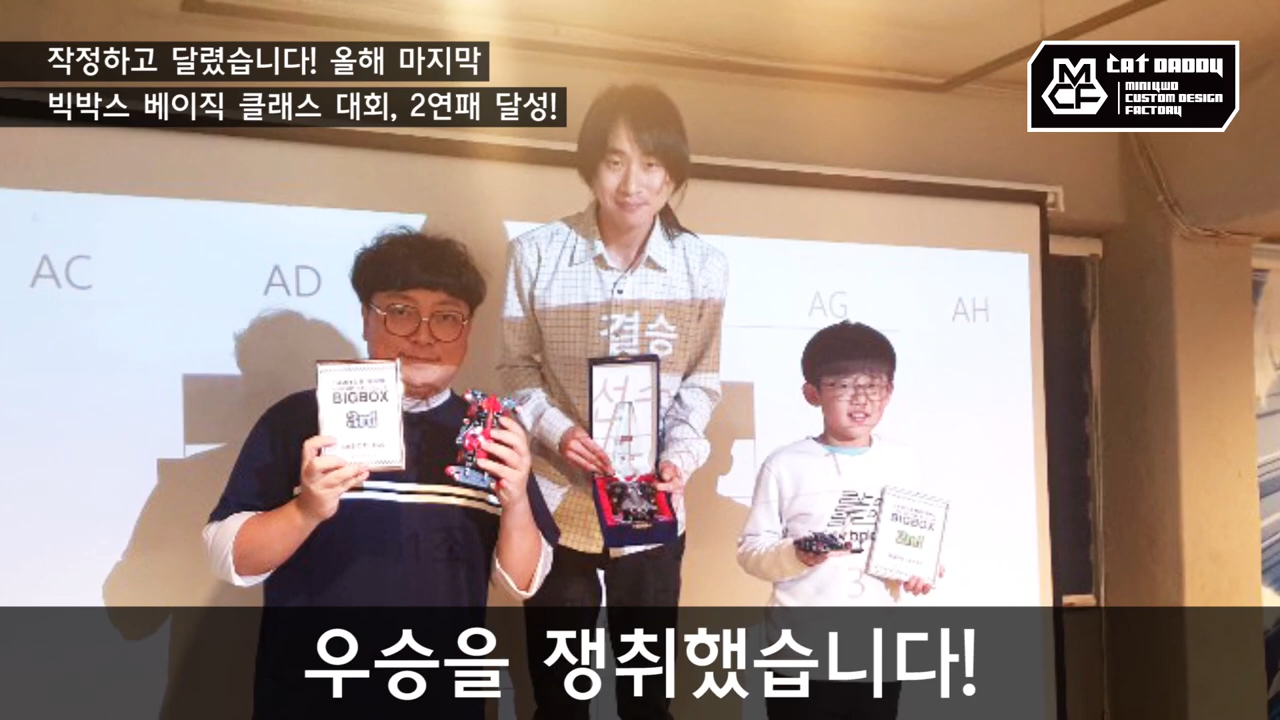 작정하고 달렸습니다! 올해 마지막
빅박스 베이직 클래스 대회, 2연패 달성!
CAT DADDY
MCF
MINI4WD
CUSTOM DESIGN
FACTORY
AC
AD
AG
AH
결승
BIGBOX
3rd
BIGBOX
2nd
3
우승을 쟁취했습니다!